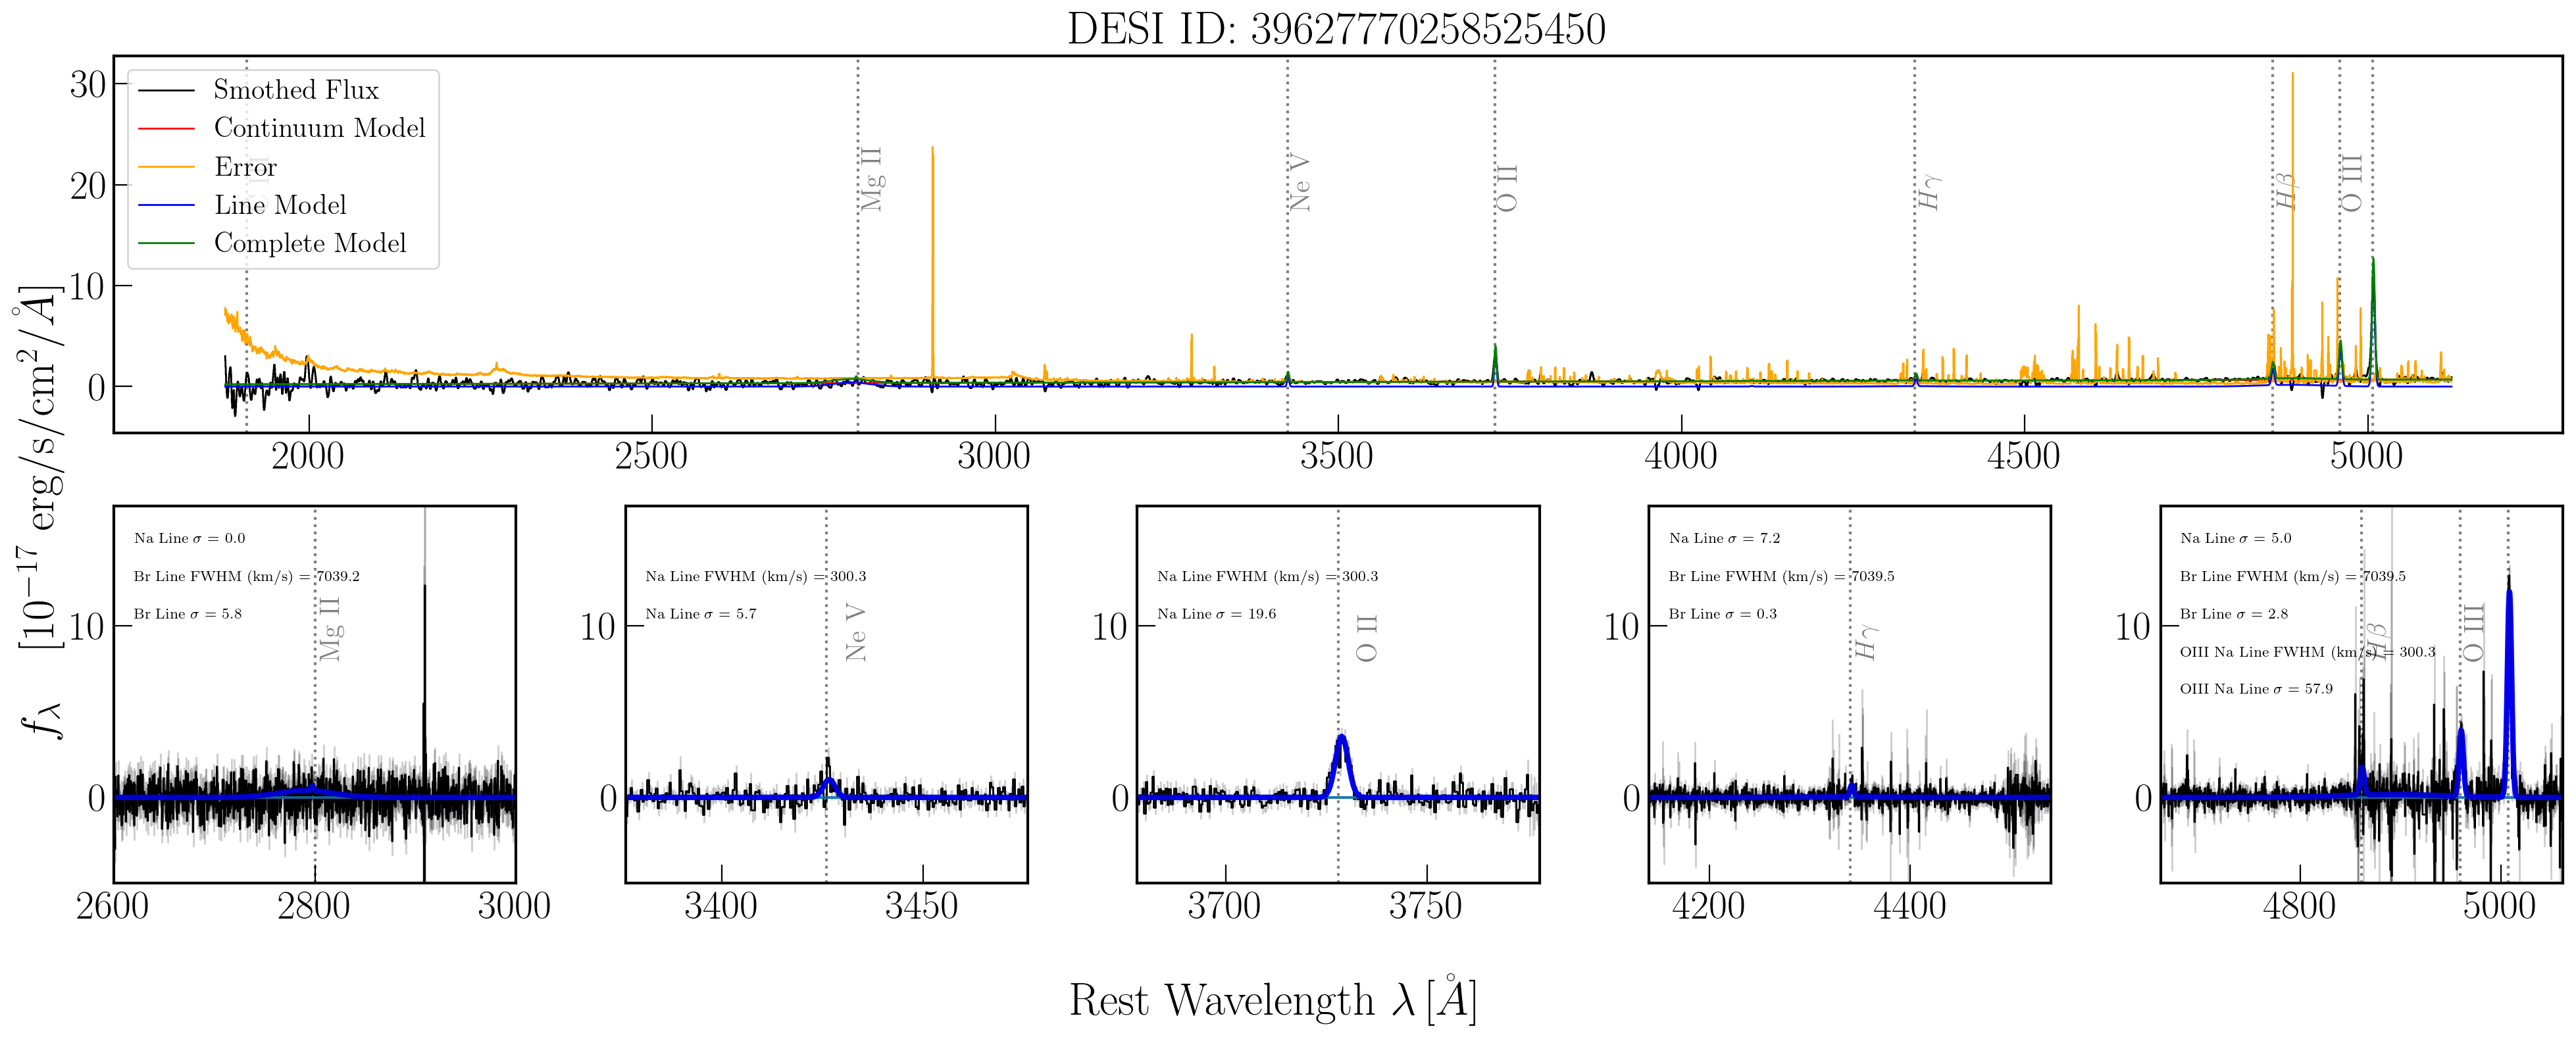 DESI ID: 39627770258525450
Smothed Flux
Continuum Model
Error
Line Model
Complete Model
Mg II
Ne V
O II
Hγ
Hβ
O III
30
20
10
0
2000
2500
3000
3500
4000
4500
5000
f_λ [10^{-17} erg/s/cm^2/Å]
Na Line σ = 0.0
Br Line FWHM (km/s) = 7039.2
Br Line σ = 5.8
Mg II
10
0
2600
2800
3000
Na Line FWHM (km/s) = 300.3
Na Line σ = 5.7
Ne V
10
0
3400
3450
Na Line FWHM (km/s) = 300.3
Na Line σ = 19.6
O II
10
0
3700
3750
Na Line σ = 7.2
Br Line FWHM (km/s) = 7039.5
Br Line σ = 0.3
Hγ
10
0
4200
4400
Na Line σ = 5.0
Br Line FWHM (km/s) = 7039.5
Br Line σ = 2.8
OIII Na Line FWHM (km/s) = 300.3
OIII Na Line σ = 57.9
Hβ
O III
10
0
4800
5000
Rest Wavelength λ [Å]